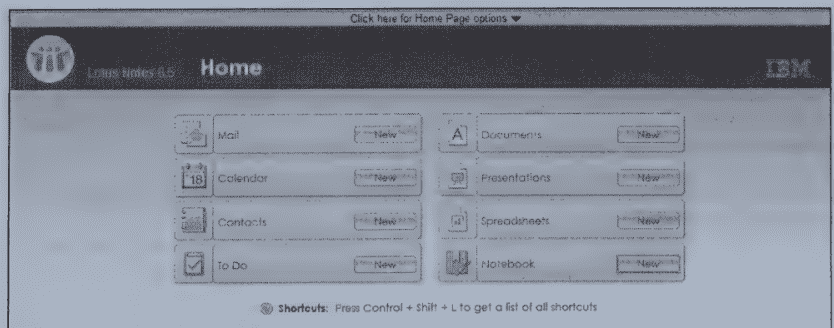 Click here for Home Page options
Lotus Notes 6.5 Home IBM
Mail New
Documents New
18 Calendar New
Presentations New
Contacts New
Spreadsheets New
To Do New
Notebook New
Shortcuts: Press Control + Shift + L to get a list of all shortcuts